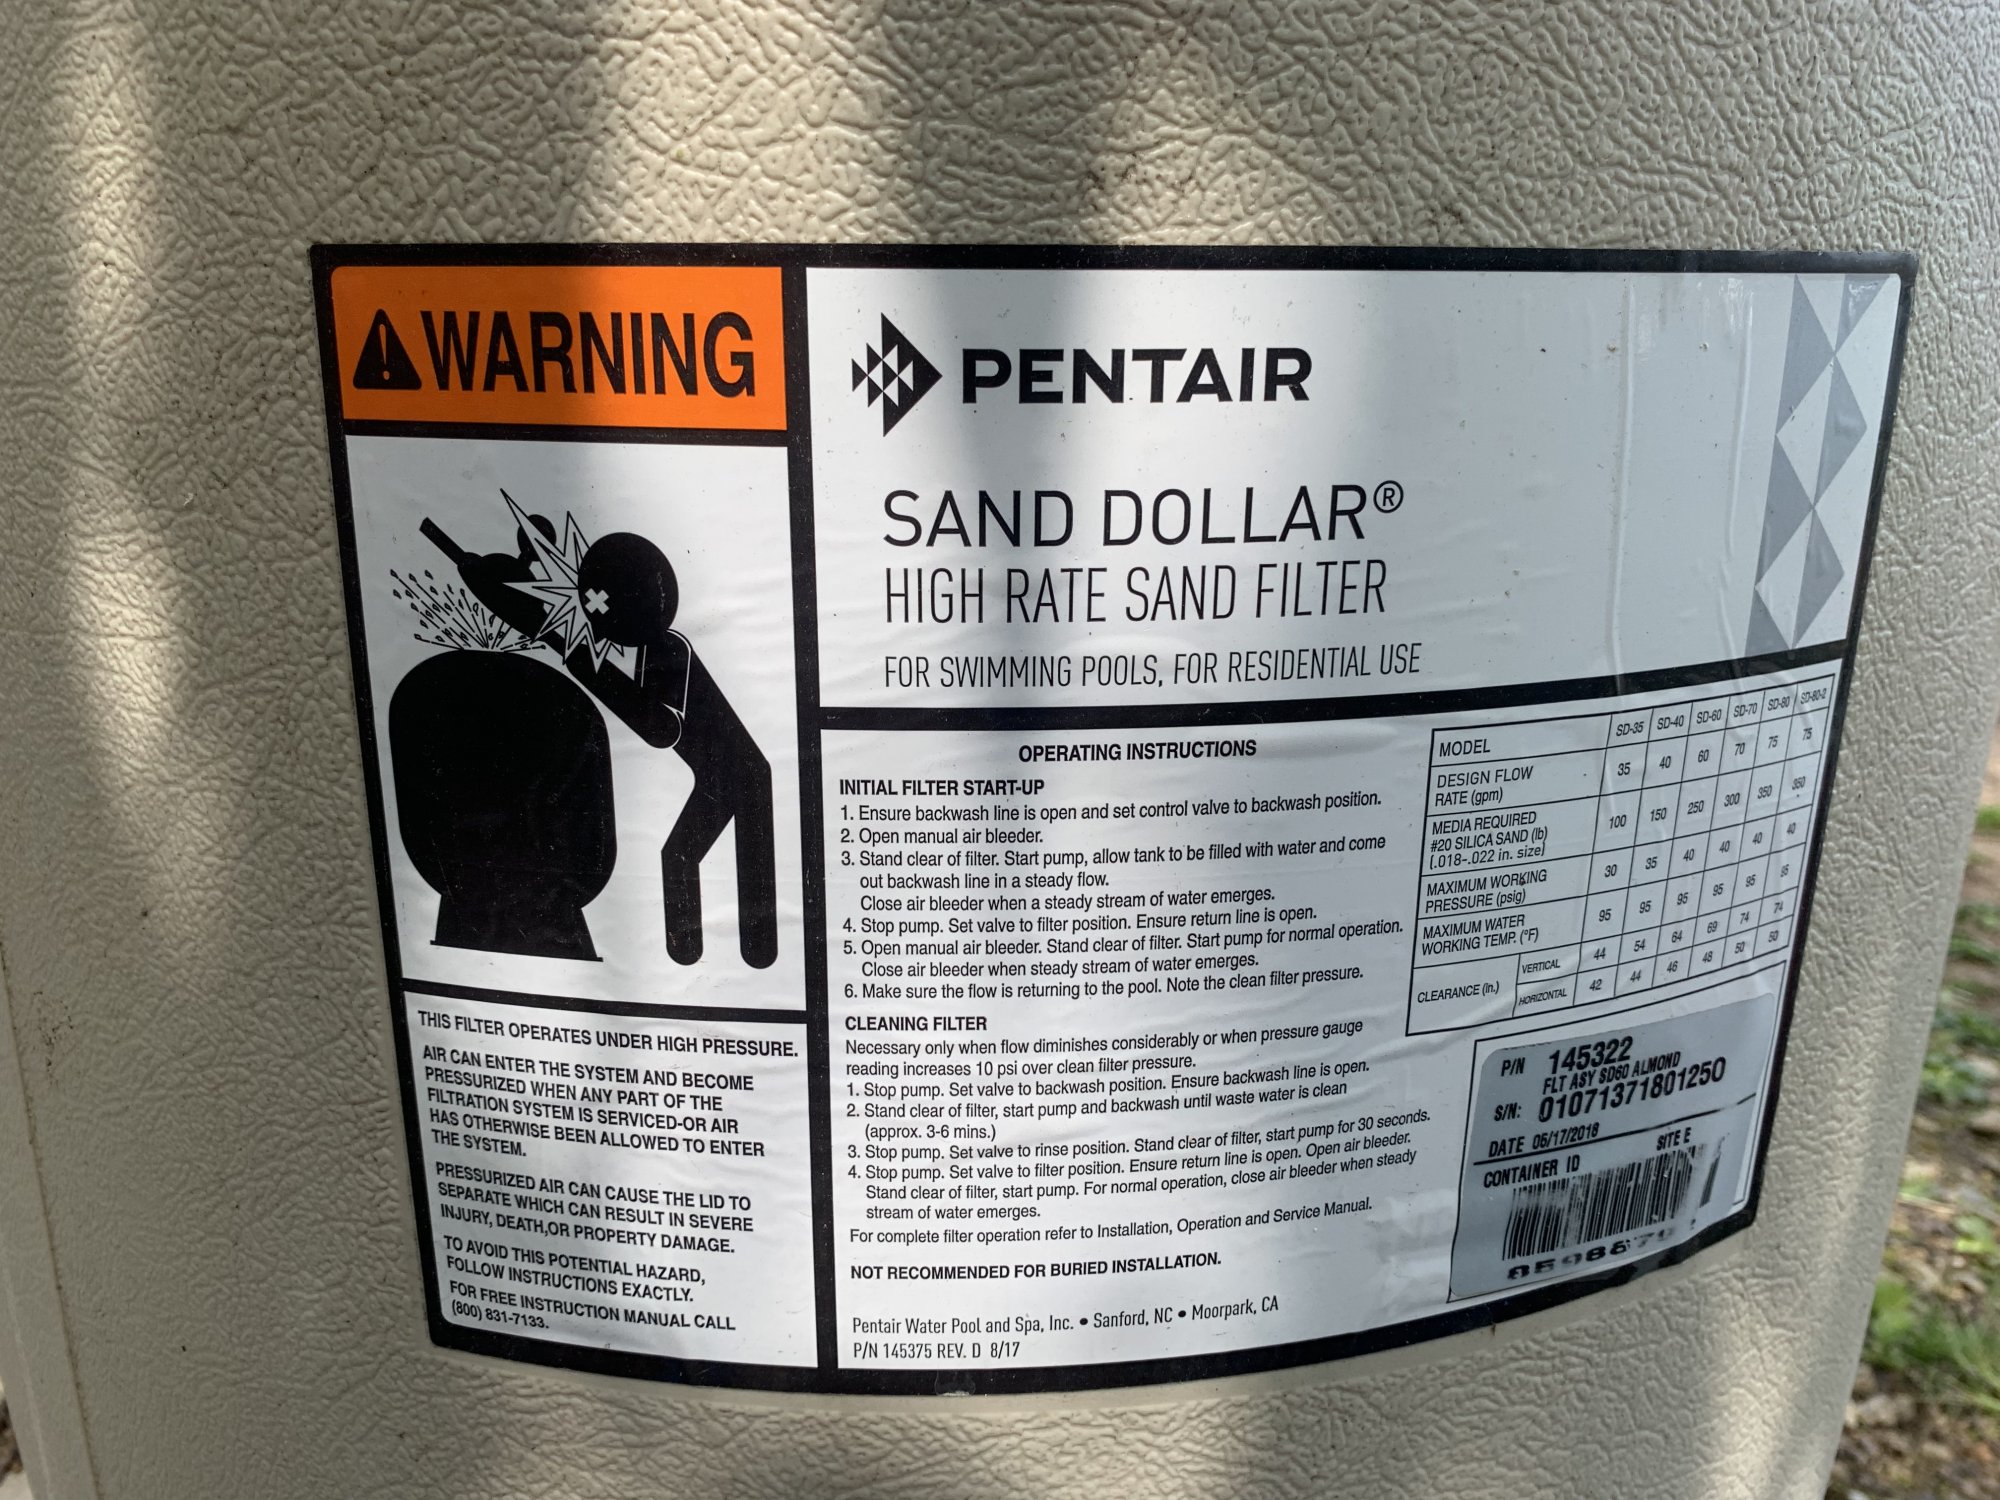 WARNING
THIS FILTER OPERATES UNDER HIGH PRESSURE.
AIR CAN ENTER THE SYSTEM AND BECOME
PRESSURIZED WHEN ANY PART OF THE
FILTRATION SYSTEM IS SERVICED-OR AIR
HAS OTHERWISE BEEN ALLOWED TO ENTER
THE SYSTEM.
PRESSURIZED AIR CAN CAUSE THE LID TO
SEPARATE WHICH CAN RESULT IN SEVERE
INJURY, DEATH,OR PROPERTY DAMAGE.
TO AVOID THIS POTENTIAL HAZARD,
FOLLOW INSTRUCTIONS EXACTLY.
FOR FREE INSTRUCTION MANUAL CALL
(800) 831-7133.
PENTAIR
SAND DOLLAR®
HIGH RATE SAND FILTER
FOR SWIMMING POOLS, FOR RESIDENTIAL USE
OPERATING INSTRUCTIONS
INITIAL FILTER START-UP
1. Ensure backwash line is open and set control valve to backwash position.
2. Open manual air bleeder.
3. Stand clear of filter. Start pump, allow tank to be filled with water and come
out backwash line in a steady flow.
Close air bleeder when a steady stream of water emerges.
4. Stop pump. Set valve to filter position. Ensure return line is open.
5. Open manual air bleeder. Stand clear of filter. Start pump for normal operation.
Close air bleeder when steady stream of water emerges.
6. Make sure the flow is returning to the pool. Note the clean filter pressure.
CLEANING FILTER
Necessary only when flow diminishes considerably or when pressure gauge
reading increases 10 psi over clean filter pressure.
1. Stop pump. Set valve to backwash position. Ensure backwash line is open.
2. Stand clear of filter, start pump and backwash until waste water is clean
(approx. 3-6 mins.)
3. Stop pump. Set valve to rinse position. Stand clear of filter, start pump for 30 seconds.
4. Stop pump. Set valve to filter position. Ensure return line is open. Open air bleeder.
Stand clear of filter, start pump. For normal operation, close air bleeder when steady
stream of water emerges.
For complete filter operation refer to Installation, Operation and Service Manual.
NOT RECOMMENDED FOR BURIED INSTALLATION.
Pentair Water Pool and Spa, Inc. • Sanford, NC • Moorpark, CA
P/N 145375 REV. D 8/17
MODEL SD-35 SD-40 SD-60 SD-70 SD-80 SD-80-2
DESIGN FLOW
RATE (gpm) 35 40 60 70 75 75
MEDIA REQUIRED
#20 SILICA SAND (lb)
(.018-.022 in. size) 100 150 250 300 350 350
MAXIMUM WORKING
PRESSURE (psig) 30 35 40 40 40 40
MAXIMUM WATER
WORKING TEMP. (°F) 95 95 95 95 95 95
CLEARANCE (in.) VERTICAL 44 54 64 69 74 74
HORIZONTAL 42 44 46 48 50 50
P/N 145322
FLT ASY SD60 ALMOND
S/N: 0107137180125O
DATE 05/17/2018
SITE E
CONTAINER ID